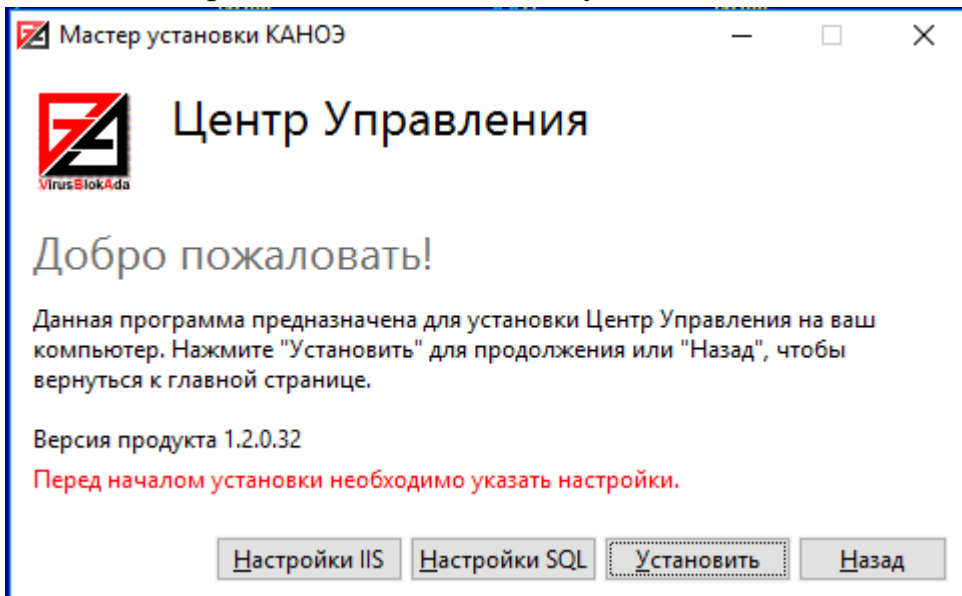 Мастер установки КАНОЭ
Центр Управления
VirusBlokAda
Добро пожаловать!
Данная программа предназначена для установки Центр Управления на ваш
компьютер. Нажмите "Установить" для продолжения или "Назад", чтобы
вернуться к главной странице.
Версия продукта 1.2.0.32
Перед началом установки необходимо указать настройки.
Настройки IIS Настройки SQL Установить Назад